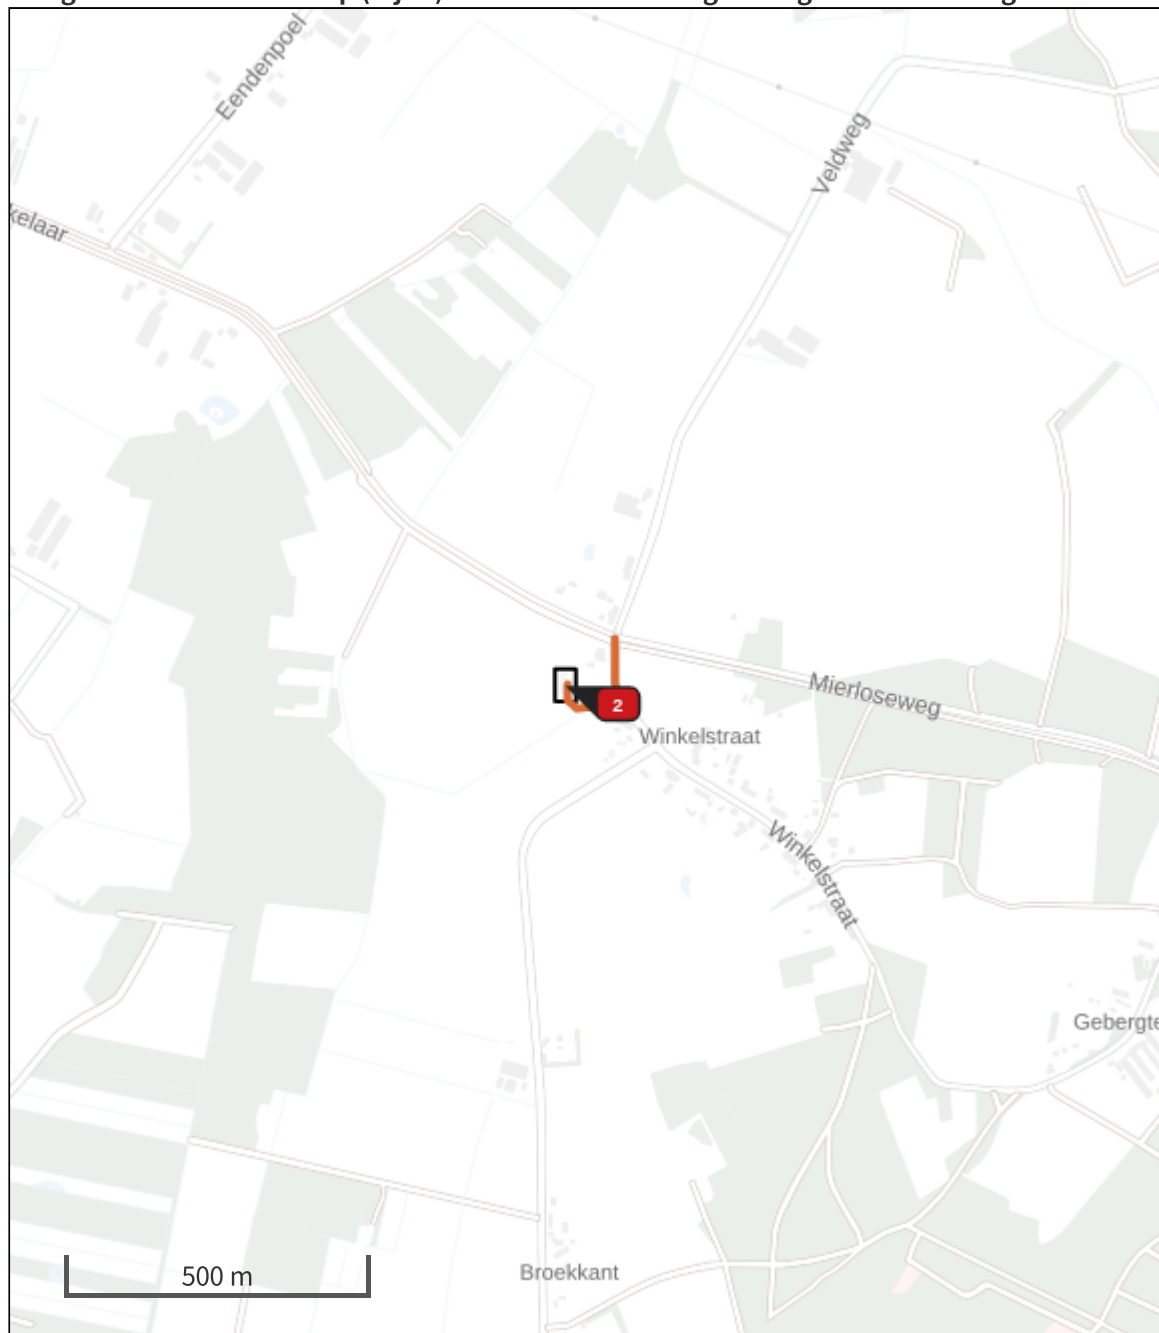 Eendenpoel
Veldweg
kelaar
Mierloseweg
2
Winkelstraat
Winkelstraat
Gebergte
500 m
Broekkant